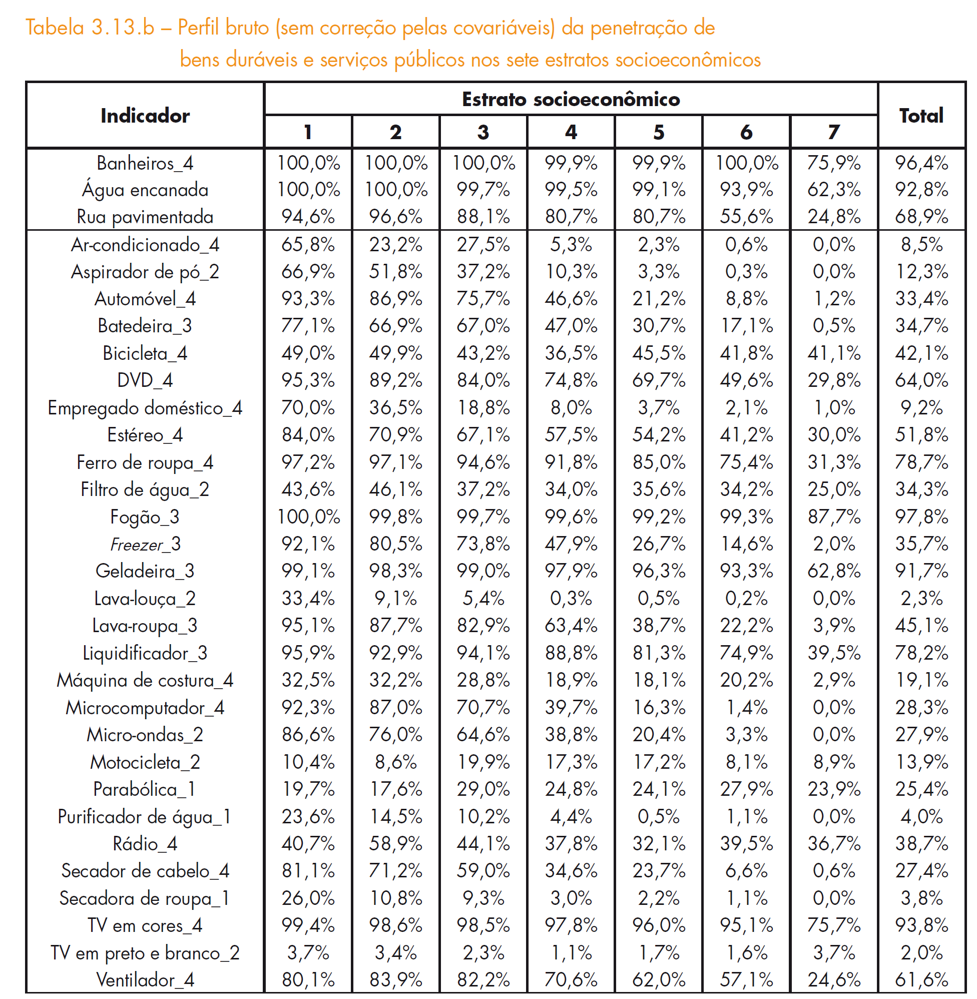 Tabela 3.13.b – Perfil bruto (sem correção pelas covariáveis) da penetração de
bens duráveis e serviços públicos nos sete estratos socioeconômicos
Indicador Estrato socioeconômico Total
1 2 3 4 5 6 7
Banheiros_4 100,0% 100,0% 100,0% 99,9% 99,9% 100,0% 75,9% 96,4%
Água encanada 100,0% 100,0% 99,7% 99,5% 99,1% 93,9% 62,3% 92,8%
Rua pavimentada 94,6% 96,6% 88,1% 80,7% 80,7% 55,6% 24,8% 68,9%
Ar-condicionado_4 65,8% 23,2% 27,5% 5,3% 2,3% 0,6% 0,0% 8,5%
Aspirador de pó_2 66,9% 51,8% 37,2% 10,3% 3,3% 0,3% 0,0% 12,3%
Automóvel_4 93,3% 86,9% 75,7% 46,6% 21,2% 8,8% 1,2% 33,4%
Batedeira_3 77,1% 66,9% 67,0% 47,0% 30,7% 17,1% 0,5% 34,7%
Bicicleta_4 49,0% 49,9% 43,2% 36,5% 45,5% 41,8% 41,1% 42,1%
DVD_4 95,3% 89,2% 84,0% 74,8% 69,7% 49,6% 29,8% 64,0%
Empregado doméstico_4 70,0% 36,5% 18,8% 8,0% 3,7% 2,1% 1,0% 9,2%
Estéreo_4 84,0% 70,9% 67,1% 57,5% 54,2% 41,2% 30,0% 51,8%
Ferro de roupa_4 97,2% 97,1% 94,6% 91,8% 85,0% 75,4% 31,3% 78,7%
Filtro de água_2 43,6% 46,1% 37,2% 34,0% 35,6% 34,2% 25,0% 34,3%
Fogão_3 100,0% 99,8% 99,7% 99,6% 99,2% 99,3% 87,7% 97,8%
Freezer_3 92,1% 80,5% 73,8% 47,9% 26,7% 14,6% 2,0% 35,7%
Geladeira_3 99,1% 98,3% 99,0% 97,9% 96,3% 93,3% 62,8% 91,7%
Lava-louça_2 33,4% 9,1% 5,4% 0,3% 0,5% 0,2% 0,0% 2,3%
Lava-roupa_3 95,1% 87,7% 82,9% 63,4% 38,7% 22,2% 3,9% 45,1%
Liquidificador_3 95,9% 92,9% 94,1% 88,8% 81,3% 74,9% 39,5% 78,2%
Máquina de costura_4 32,5% 32,2% 28,8% 18,9% 18,1% 20,2% 2,9% 19,1%
Microcomputador_4 92,3% 87,0% 70,7% 39,7% 16,3% 1,4% 0,0% 28,3%
Micro-ondas_2 86,6% 76,0% 64,6% 38,8% 20,4% 3,3% 0,0% 27,9%
Motocicleta_2 10,4% 8,6% 19,9% 17,3% 17,2% 8,1% 8,9% 13,9%
Parabólica_1 19,7% 17,6% 29,0% 24,8% 24,1% 27,9% 23,9% 25,4%
Purificador de água_1 23,6% 14,5% 10,2% 4,4% 0,5% 1,1% 0,0% 4,0%
Rádio_4 40,7% 58,9% 44,1% 37,8% 32,1% 39,5% 36,7% 38,7%
Secador de cabelo_4 81,1% 71,2% 59,0% 34,6% 23,7% 6,6% 0,6% 27,4%
Secadora de roupa_1 26,0% 10,8% 9,3% 3,0% 2,2% 1,1% 0,0% 3,8%
TV em cores_4 99,4% 98,6% 98,5% 97,8% 96,0% 95,1% 75,7% 93,8%
TV em preto e branco_2 3,7% 3,4% 2,3% 1,1% 1,7% 1,6% 3,7% 2,0%
Ventilador_4 80,1% 83,9% 82,2% 70,6% 62,0% 57,1% 24,6% 61,6%